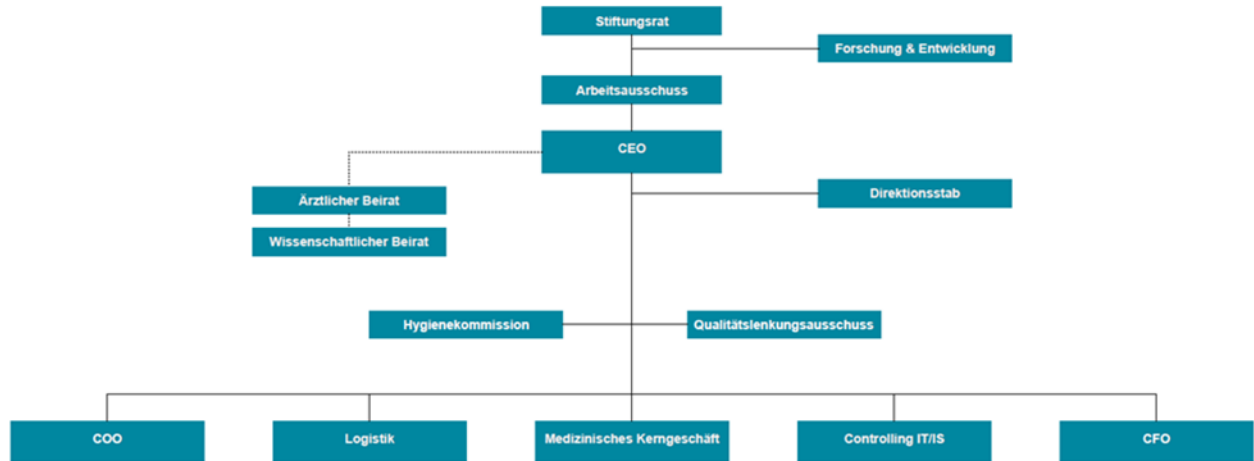 Stiftungsrat
Forschung & Entwicklung
Arbeitsausschuss
CEO
Ärztlicher Beirat
Direktionsstab
Wissenschaftlicher Beirat
Hygienekommission
Qualitätslenkungsausschuss
COO
Logistik
Medizinisches Kerngeschäft
Controlling IT/IS
CFO